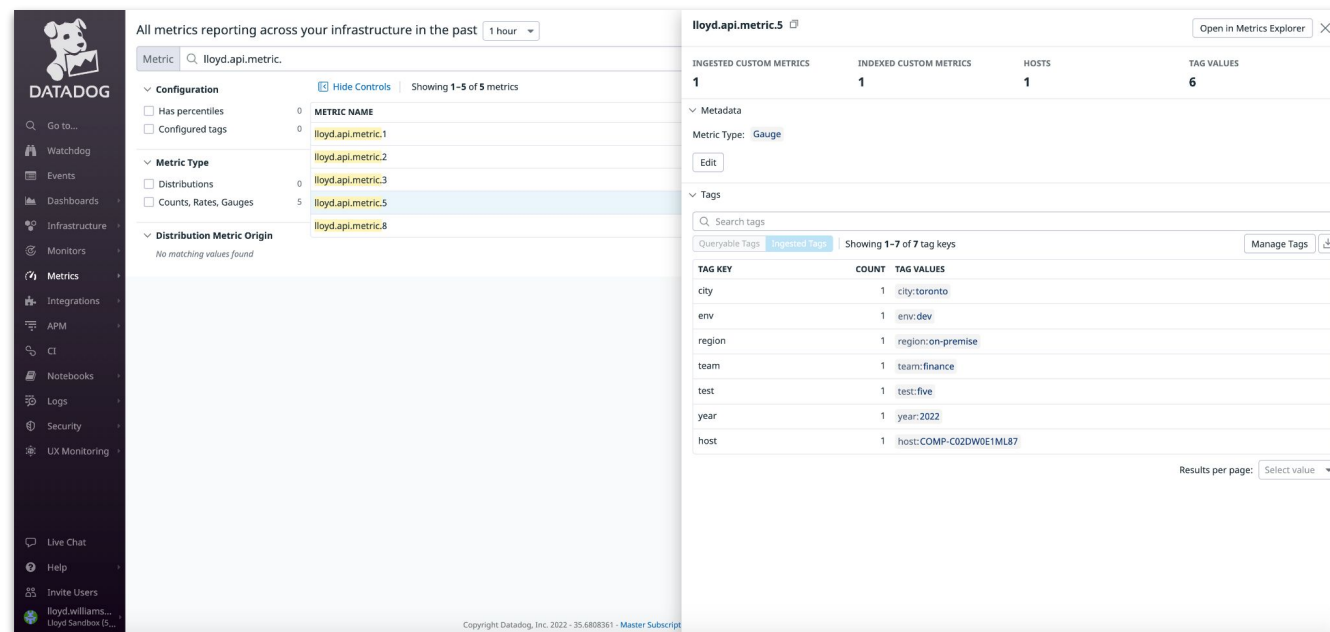 DATADOG
Go to...
Watchdog
Events
Dashboards
Infrastructure
Monitors
Metrics
Integrations
APM
CI
Notebooks
Logs
Security
UX Monitoring
Live Chat
Help
Invite Users
lloyd.williams...
Lloyd Sandbox (5...
All metrics reporting across your infrastructure in the past 1 hour
Metric lloyd.api.metric.
Configuration
Has percentiles 0
Configured tags 0
Metric Type
Distributions 0
Counts, Rates, Gauges 5
Distribution Metric Origin
No matching values found
Hide Controls Showing 1–5 of 5 metrics
METRIC NAME
lloyd.api.metric.1
lloyd.api.metric.2
lloyd.api.metric.3
lloyd.api.metric.5
lloyd.api.metric.8
Copyright Datadog, Inc. 2022 - 35.6808361 - Master Subscript
lloyd.api.metric.5 Open in Metrics Explorer
INGESTED CUSTOM METRICS INDEXED CUSTOM METRICS HOSTS TAG VALUES
1 1 1 6
Metadata
Metric Type: Gauge
Edit
Tags
Search tags
Queryable Tags Ingested Tags Showing 1–7 of 7 tag keys Manage Tags
TAG KEY COUNT TAG VALUES
city 1 city:toronto
env 1 env:dev
region 1 region:on-premise
team 1 team:finance
test 1 test:five
year 1 year:2022
host 1 host:COMP-C02DW0E1ML87
Results per page: Select value